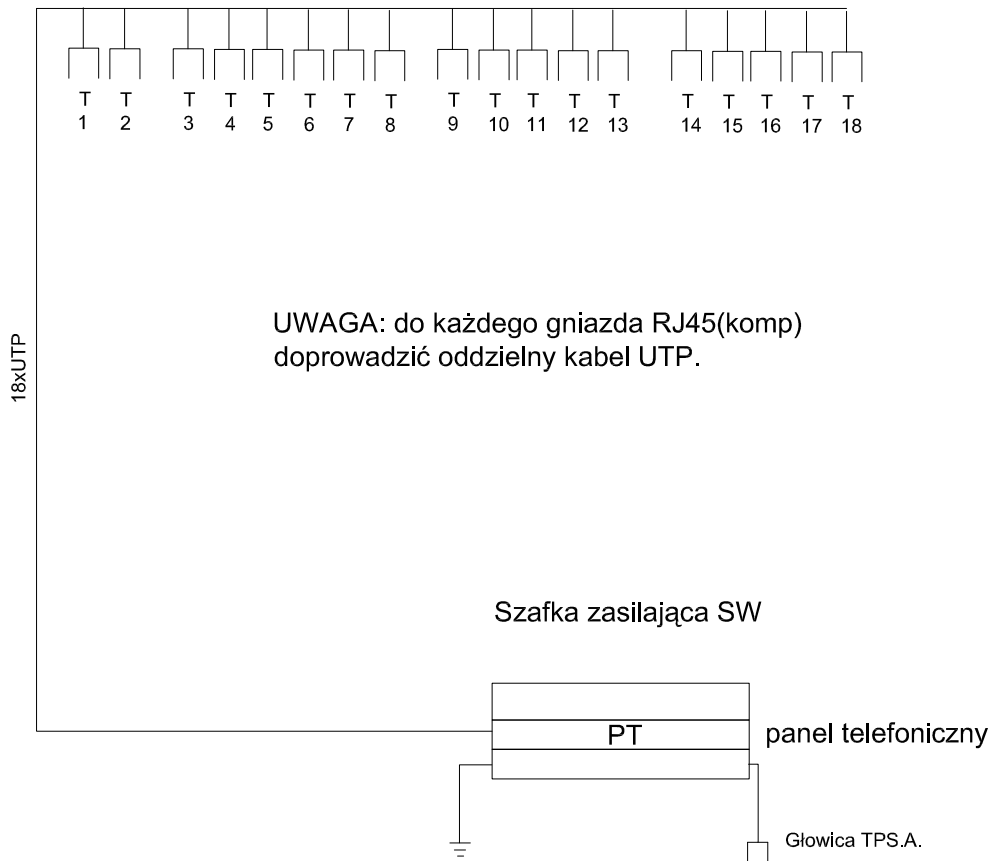 T T T T T T T T T T T T T T T T T T
1 2 3 4 5 6 7 8 9 10 11 12 13 14 15 16 17 18
UWAGA: do każdego gniazda RJ45(komp)
doprowadzić oddzielny kabel UTP.
18xUTP
Szafka zasilająca SW
PT
panel telefoniczny
Głowica TPS.A.